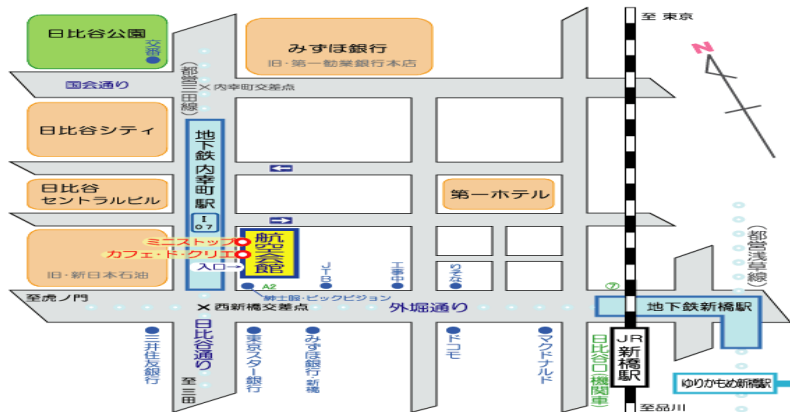 至 東京
日比谷公園
交番
みずほ銀行
旧・第一勧業銀行本店
N
国会通り
(都営三田線)
×内幸町交差点
日比谷シティ
地下鉄内幸町駅
I
07
日比谷
セントラルビル
第一ホテル
ミニストップ
カフェ・ド・クリエ
入口→
航空会館
旧・新日本石油
JTB
工事中
りそな
(都営浅草線)
A2
紳士服・ビックビジョン
⑦
至虎ノ門
×西新橋交差点
外堀通り
地下鉄新橋駅
日比谷通り
三井住友銀行
東京スター銀行
みずほ銀行 新橋
ドコモ
マクドナルド
日比谷口(機関車)
JR新橋駅
ゆりかもめ新橋駅
至 三田
至品川